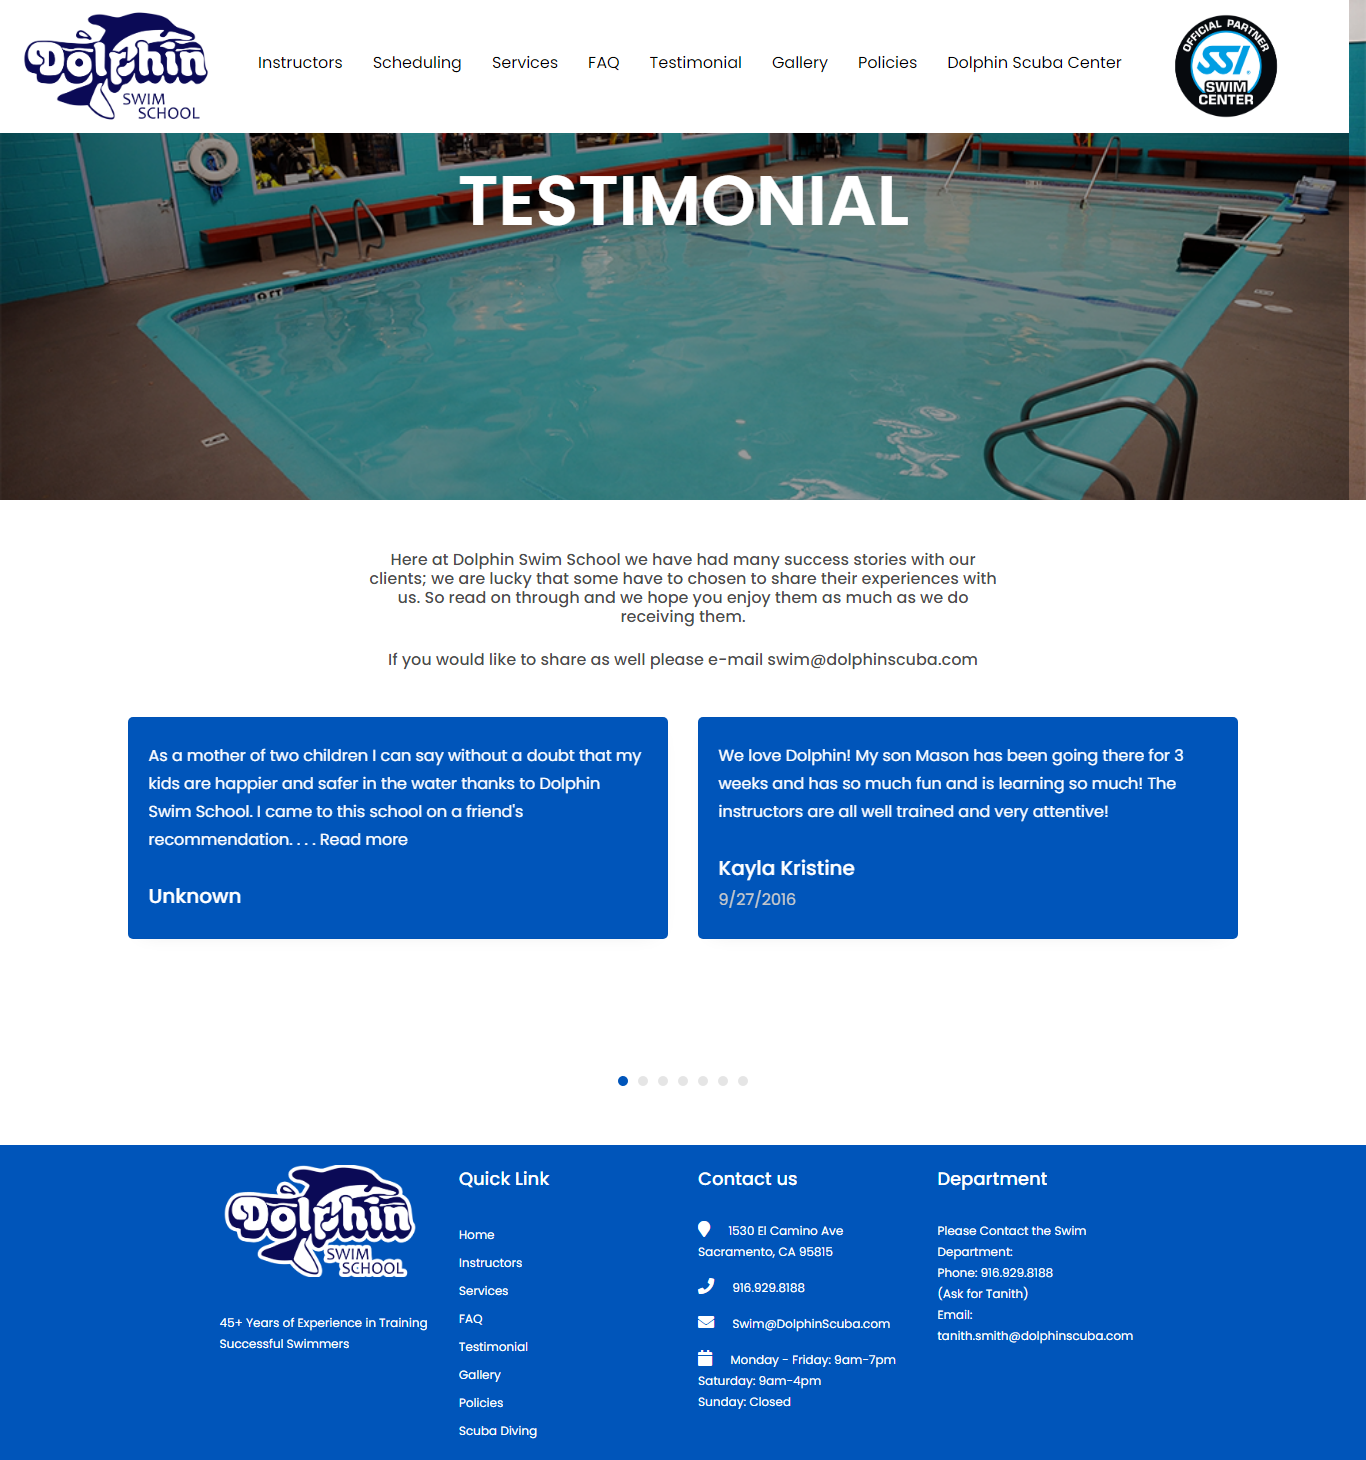 Dolphin
SWIM
SCHOOL
Instructors
Scheduling
Services
FAQ
Testimonial
Gallery
Policies
Dolphin Scuba Center
OFFICIAL PARTNER
SSI
SWIM
CENTER
TESTIMONIAL
Here at Dolphin Swim School we have had many success stories with our
clients; we are lucky that some have to chosen to share their experiences with
us. So read on through and we hope you enjoy them as much as we do
receiving them.
If you would like to share as well please e-mail swim@dolphinscuba.com
As a mother of two children I can say without a doubt that my
kids are happier and safer in the water thanks to Dolphin
Swim School. I came to this school on a friend's
recommendation. . . . Read more
Unknown
We love Dolphin! My son Mason has been going there for 3
weeks and has so much fun and is learning so much! The
instructors are all well trained and very attentive!
Kayla Kristine
9/27/2016
Dolphin
SWIM
SCHOOL
45+ Years of Experience in Training
Successful Swimmers
Quick Link
Home
Instructors
Services
FAQ
Testimonial
Gallery
Policies
Scuba Diving
Contact us
1530 El Camino Ave
Sacramento, CA 95815
916.929.8188
Swim@DolphinScuba.com
Monday - Friday: 9am-7pm
Saturday: 9am-4pm
Sunday: Closed
Department
Please Contact the Swim
Department:
Phone: 916.929.8188
(Ask for Tanith)
Email:
tanith.smith@dolphinscuba.com